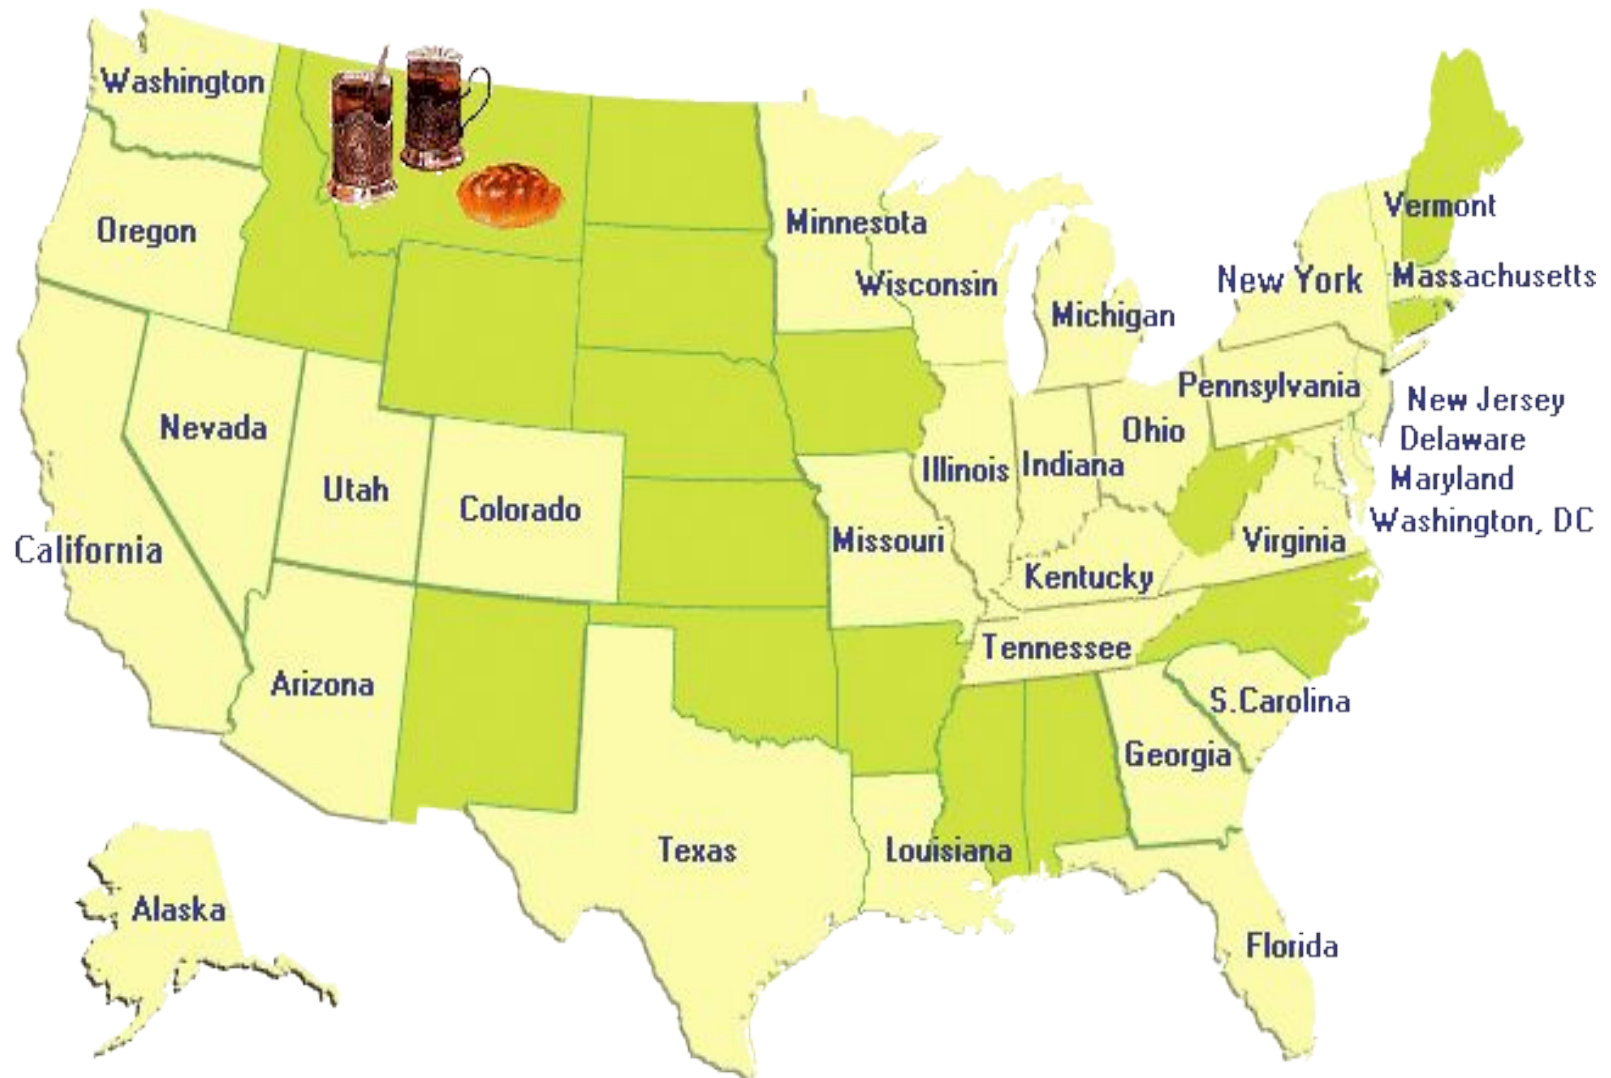 Washington
Oregon
Minnesota
Vermont
Wisconsin
New York
Massachusetts
Michigan
Pennsylvania
Nevada
New Jersey
Ohio
Delaware
Utah
Colorado
Illinois
Indiana
Maryland
California
Missouri
Washington, DC
Virginia
Kentucky
Tennessee
Arizona
S.Carolina
Georgia
Texas
Louisiana
Alaska
Florida